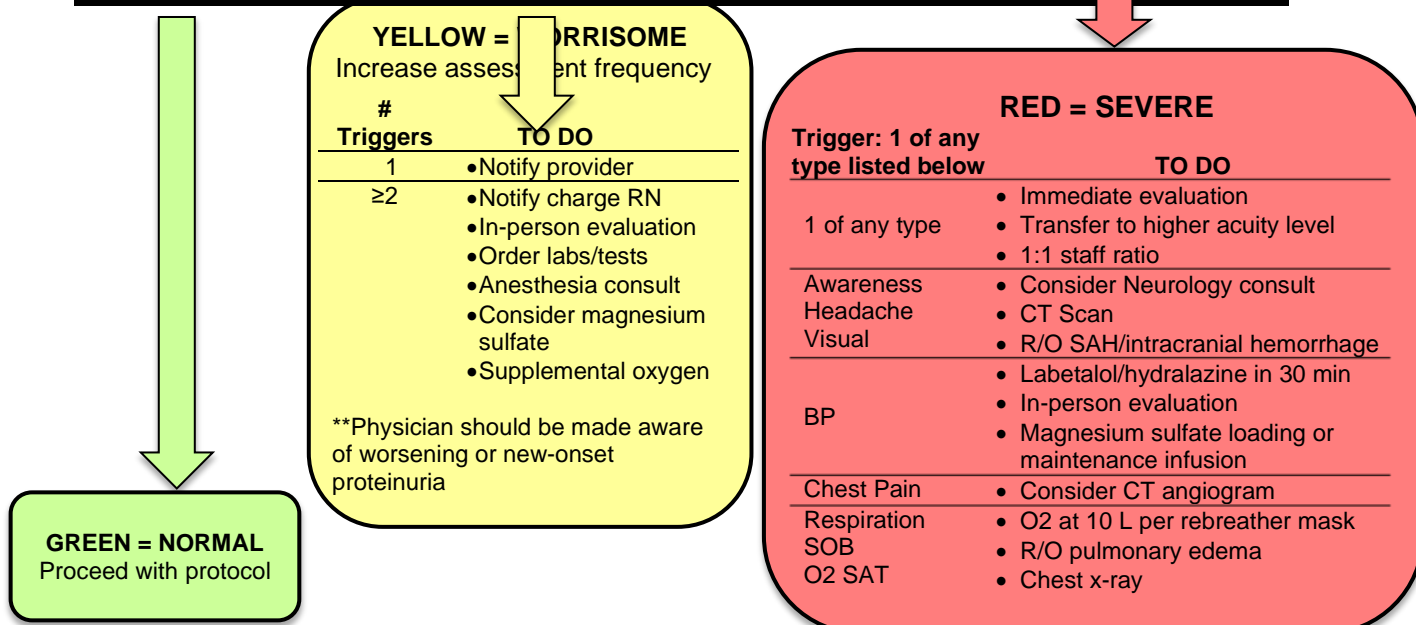 YELLOW = ORRISOME
Increase asses ent frequency
#
Triggers TO DO
1 •Notify provider
≥2 •Notify charge RN
•In-person evaluation
•Order labs/tests
•Anesthesia consult
•Consider magnesium
sulfate
•Supplemental oxygen
**Physician should be made aware
of worsening or new-onset
proteinuria
GREEN = NORMAL
Proceed with protocol
RED = SEVERE
Trigger: 1 of any
type listed below TO DO
1 of any type
• Immediate evaluation
• Transfer to higher acuity level
• 1:1 staff ratio
Awareness
Headache
Visual
• Consider Neurology consult
• CT Scan
• R/O SAH/intracranial hemorrhage
BP
• Labetalol/hydralazine in 30 min
• In-person evaluation
• Magnesium sulfate loading or
maintenance infusion
Chest Pain • Consider CT angiogram
Respiration
SOB
O2 SAT
• O2 at 10 L per rebreather mask
• R/O pulmonary edema
• Chest x-ray